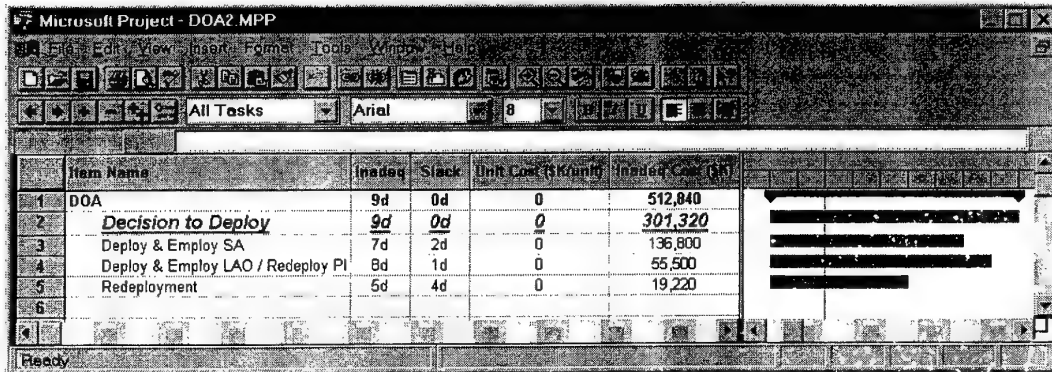 Microsoft Project - DOA2.MPP
File Edit View Insert Format Tools Window Help
All Tasks Arial 8
Item Name Inadeq Slack Unit Cost ($K/unit) Inadeq Cost ($K)
1 DOA 9d 0d 512,840
2 Decision to Deploy 9d 0d 0 301,320
3 Deploy & Employ SA 7d 2d 0 136,800
4 Deploy & Employ LAO / Redeploy Pl 8d 1d 0 55,500
5 Redeployment 5d 4d 0 19,220
6
Ready